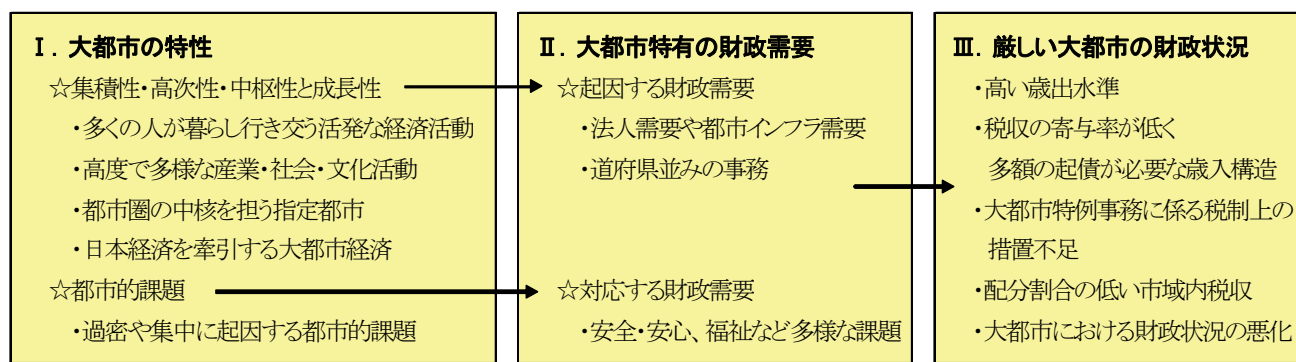 Ⅰ．大都市の特性
☆集積性・高次性・中枢性と成長性
・多くの人が暮らし行き交う活発な経済活動
・高度で多様な産業・社会・文化活動
・都市圏の中核を担う指定都市
・日本経済を牽引する大都市経済
☆都市的課題
・過密や集中に起因する都市的課題
Ⅱ．大都市特有の財政需要
☆起因する財政需要
・法人需要や都市インフラ需要
・道府県並みの事務
☆対応する財政需要
・安全・安心、福祉など多様な課題
Ⅲ．厳しい大都市の財政状況
・高い歳出水準
・税収の寄与率が低く
多額の起債が必要な歳入構造
・大都市特例事務に係る税制上の
措置不足
・配分割合の低い市域内税収
・大都市における財政状況の悪化